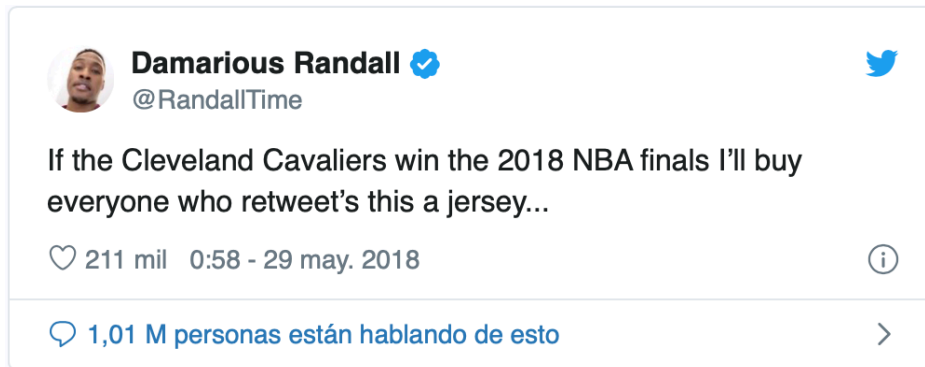 Damarious Randall
@RandallTime
If the Cleveland Cavaliers win the 2018 NBA finals I’ll buy
everyone who retweet’s this a jersey...
211 mil 0:58 - 29 may. 2018
1,01 M personas están hablando de esto